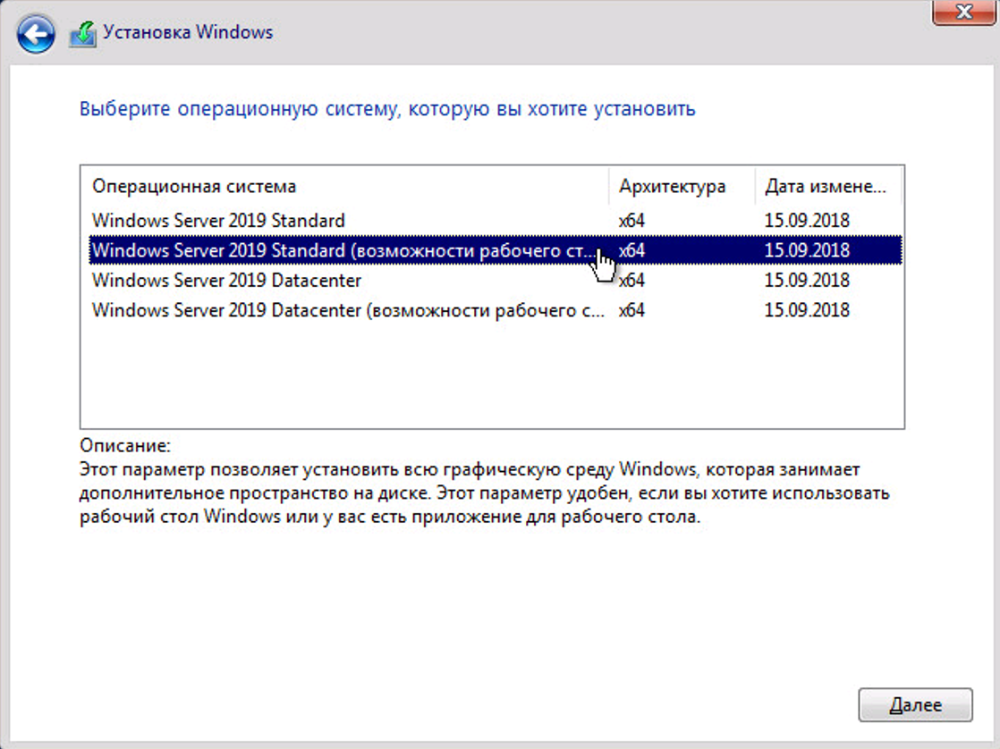 Установка Windows
Выберите операционную систему, которую вы хотите установить
Операционная система Архитектура Дата измене...
Windows Server 2019 Standard x64 15.09.2018
Windows Server 2019 Standard (возможности рабочего ст... x64 15.09.2018
Windows Server 2019 Datacenter x64 15.09.2018
Windows Server 2019 Datacenter (возможности рабочего с... x64 15.09.2018
Описание:
Этот параметр позволяет установить всю графическую среду Windows, которая занимает
дополнительное пространство на диске. Этот параметр удобен, если вы хотите использовать
рабочий стол Windows или у вас есть приложение для рабочего стола.
Далее